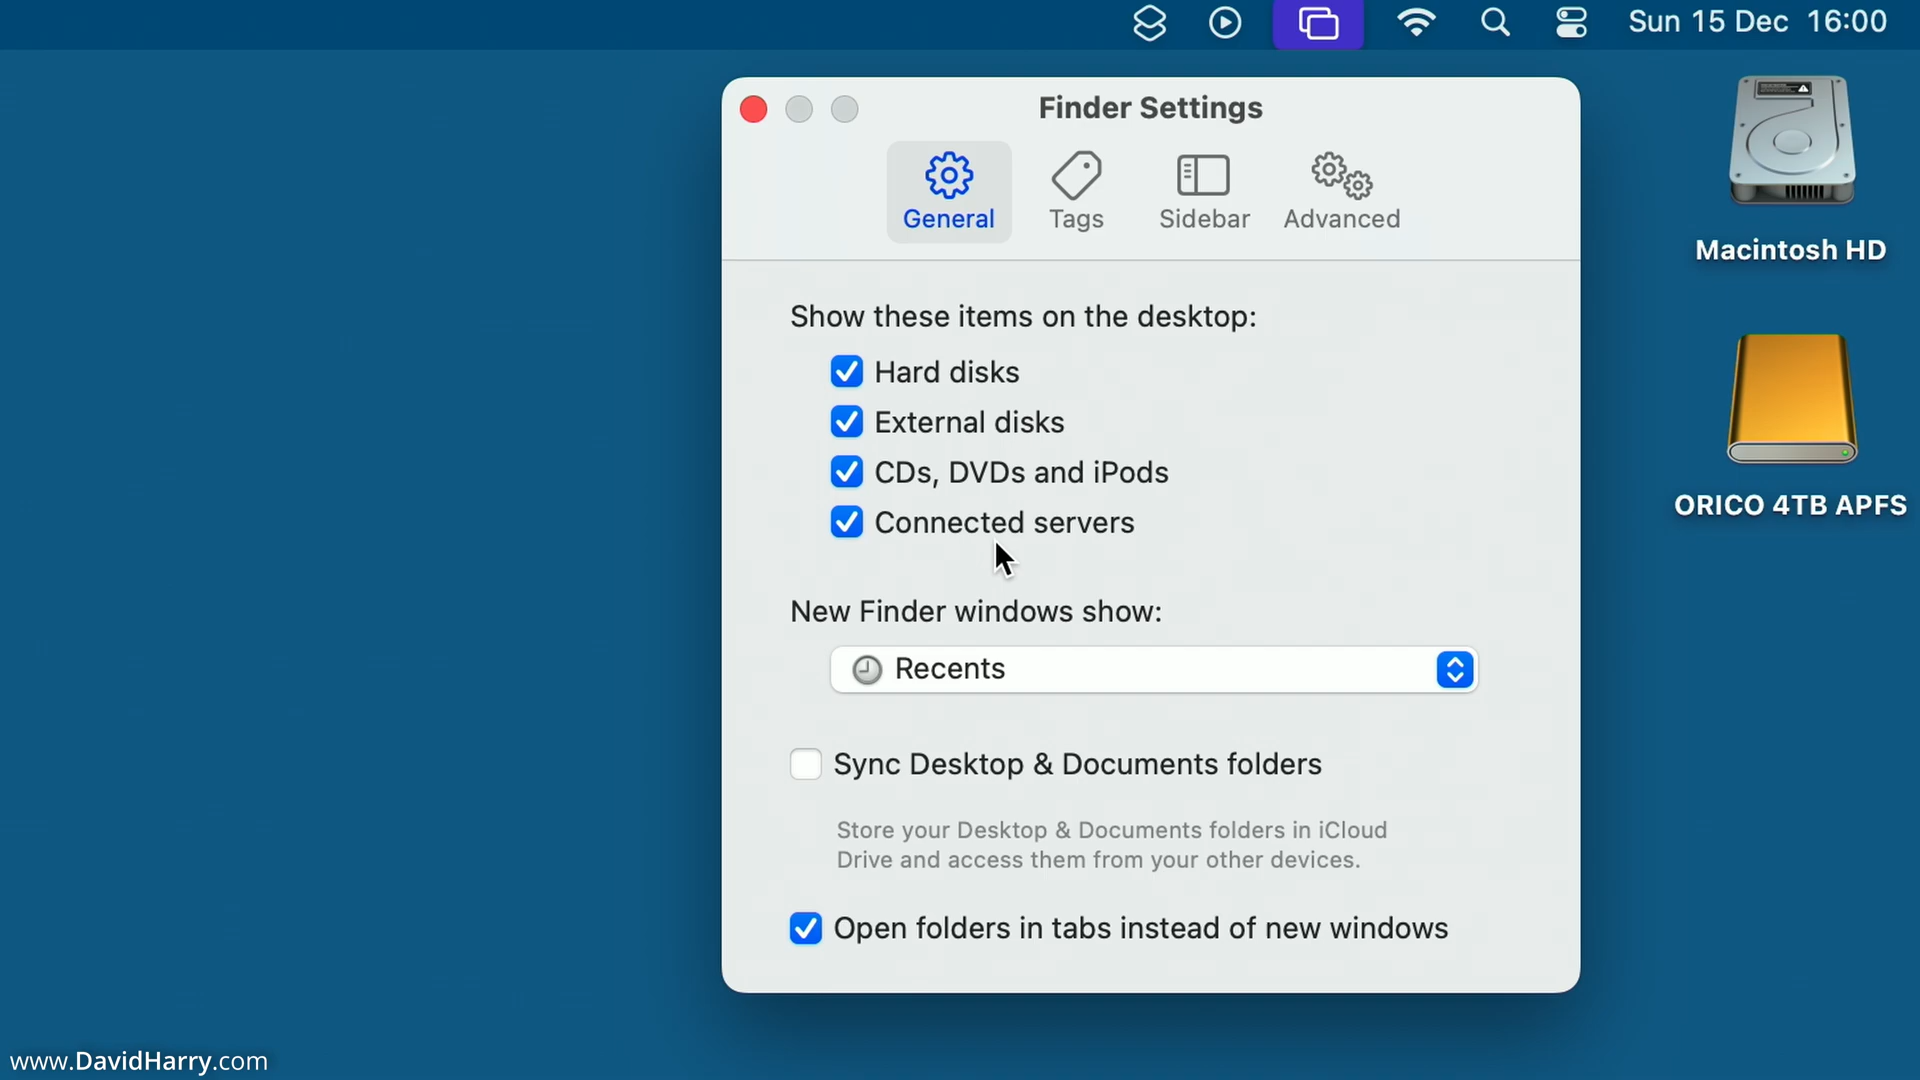 Sun 15 Dec 16:00
Finder Settings
General
Tags
Sidebar
Advanced
Macintosh HD
Show these items on the desktop:
Hard disks
External disks
CDs, DVDs and iPods
Connected servers
ORICO 4TB APFS
New Finder windows show:
Recents
Sync Desktop & Documents folders
Store your Desktop & Documents folders in iCloud
Drive and access them from your other devices.
Open folders in tabs instead of new windows
www.DavidHarry.com